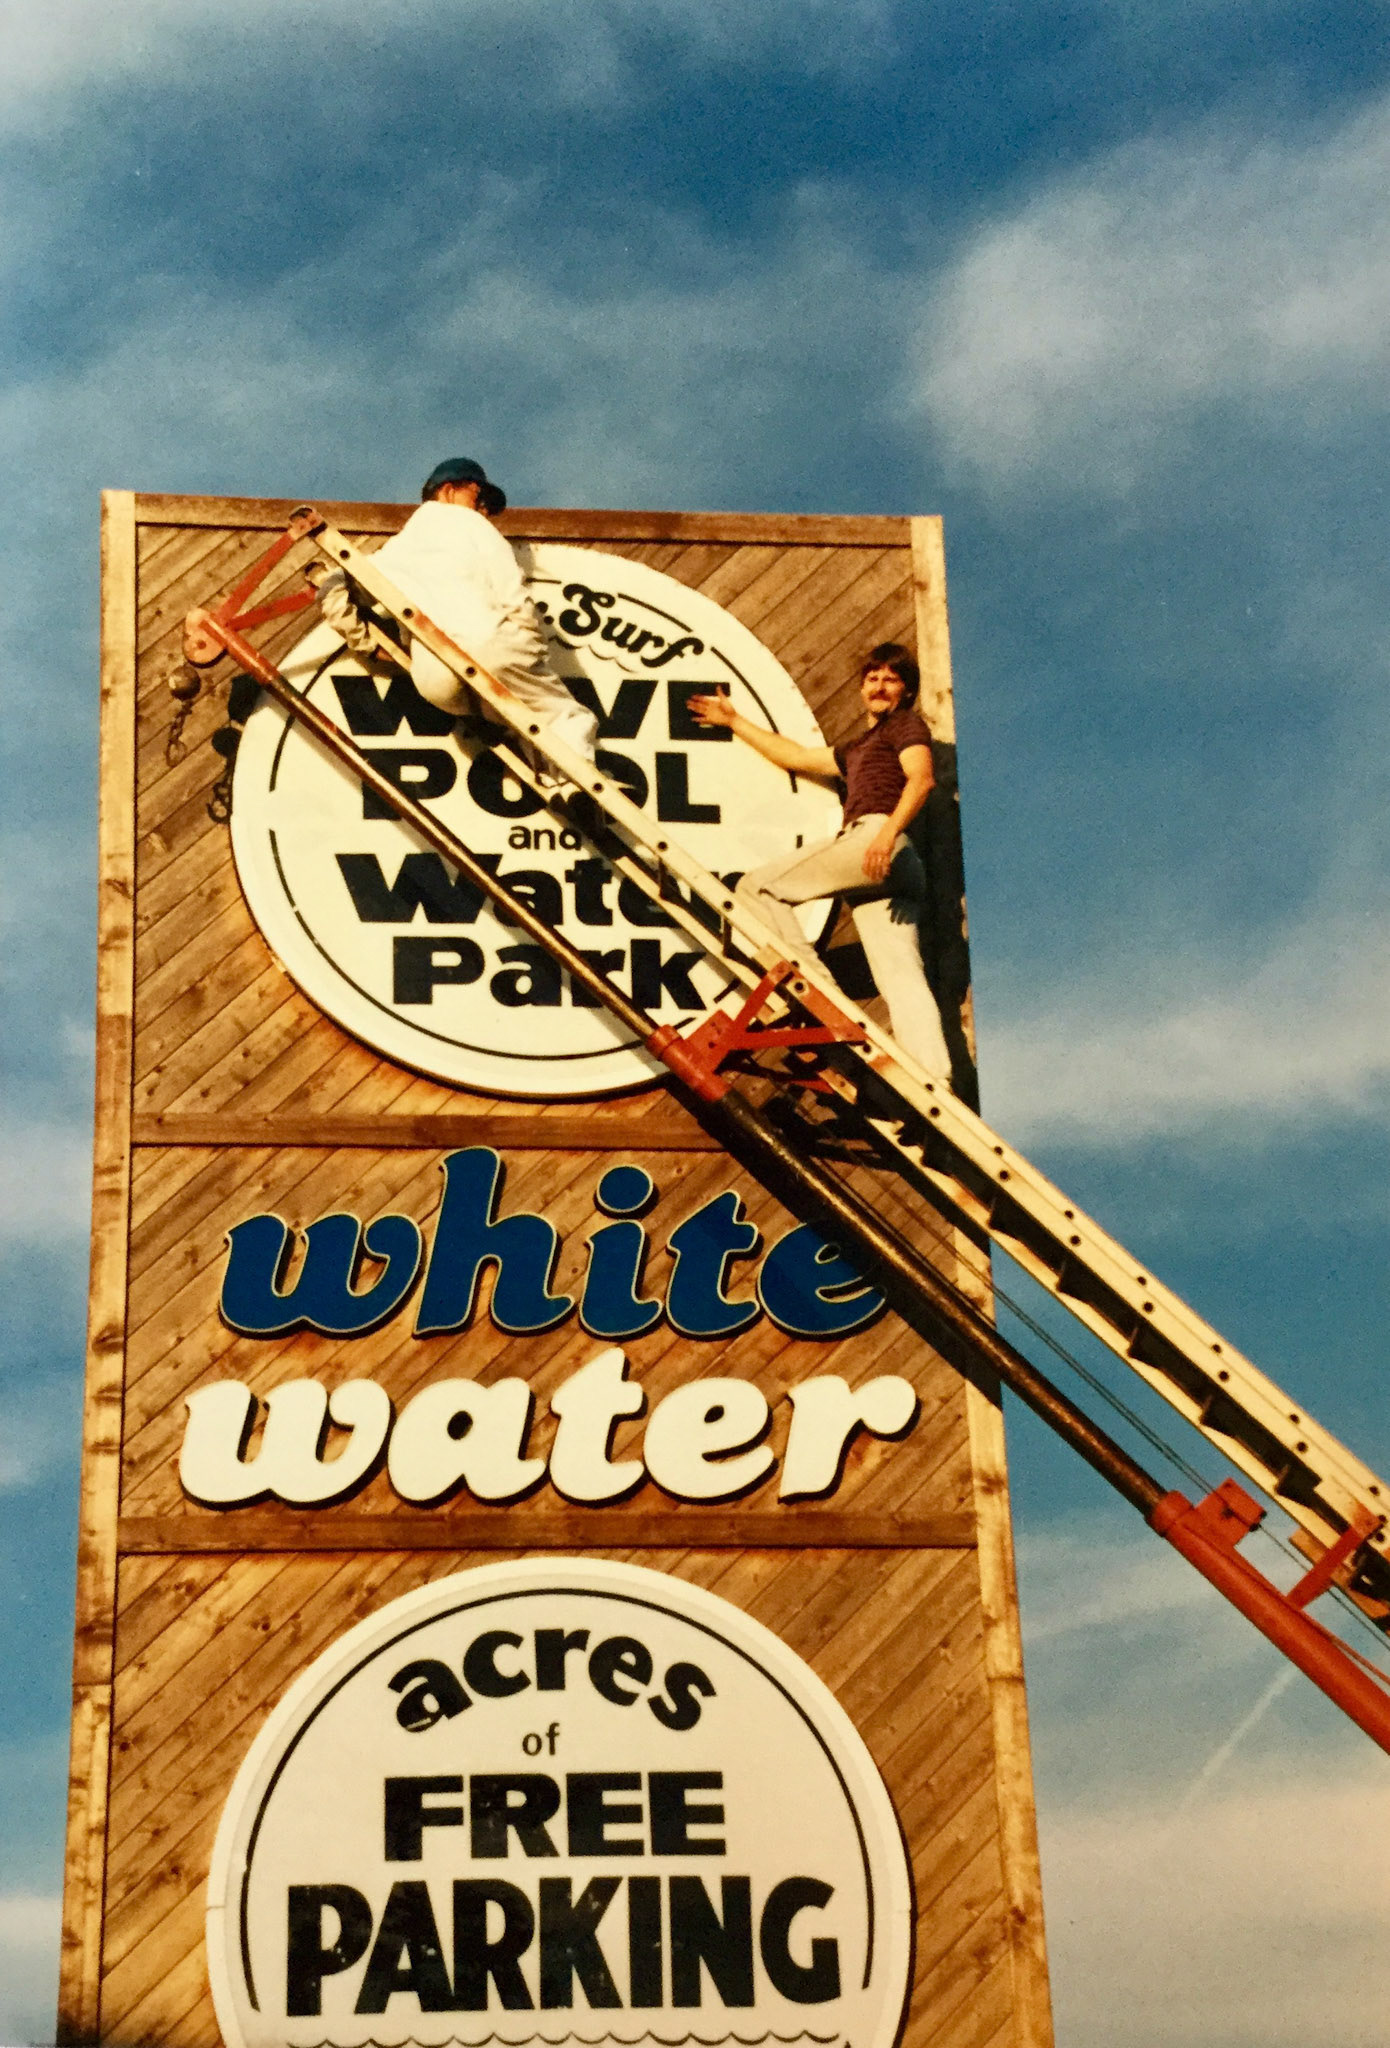 Surf
WAVE
POOL
and
Water
Park
white
water
acres
of
FREE
PARKING